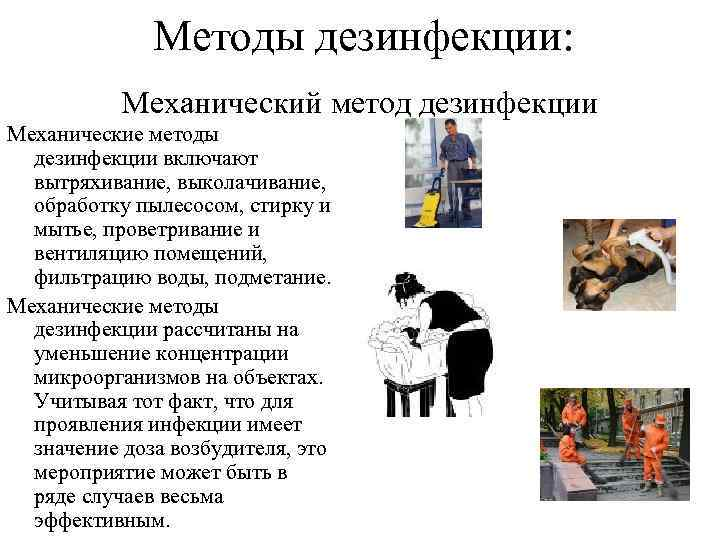 Методы дезинфекции:
Механический метод дезинфекции
Механические методы
дезинфекции включают
вытряхивание, выколачивание,
обработку пылесосом, стирку и
мытье, проветривание и
вентиляцию помещений,
фильтрацию воды, подметание.
Механические методы
дезинфекции рассчитаны на
уменьшение концентрации
микроорганизмов на объектах.
Учитывая тот факт, что для
проявления инфекции имеет
значение доза возбудителя, это
мероприятие может быть в
ряде случаев весьма
эффективным.